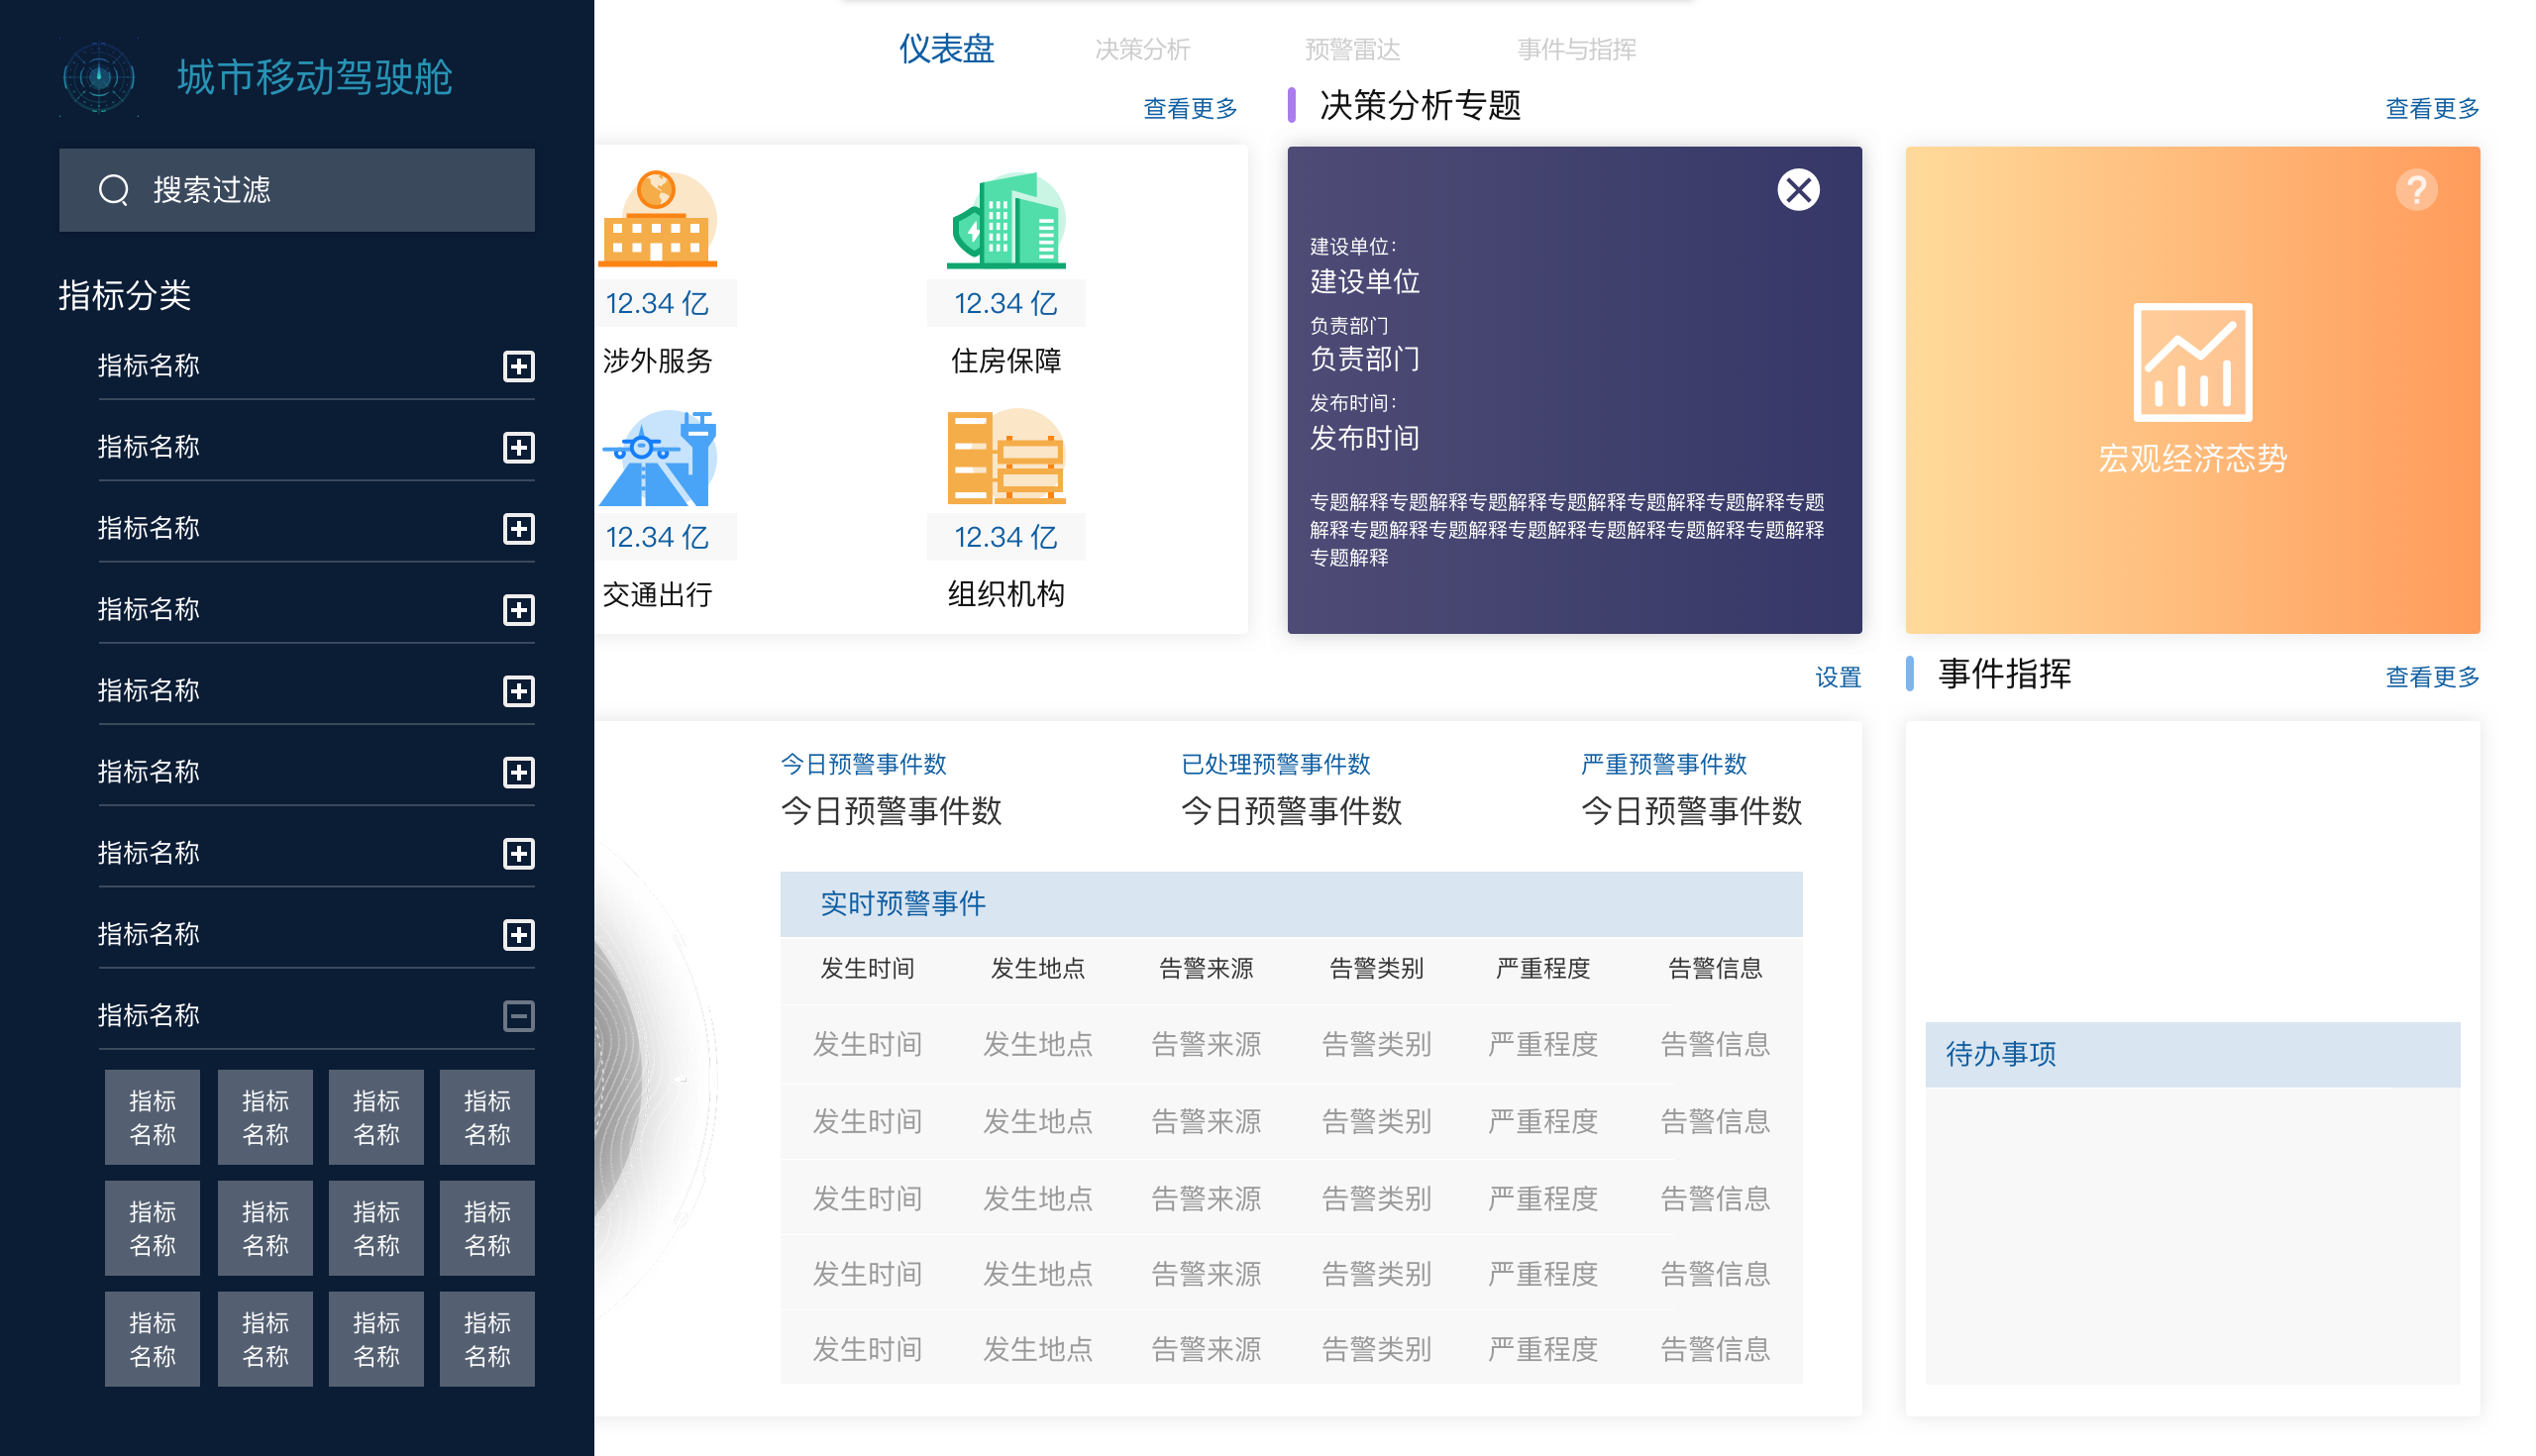 城市移动驾驶舱
搜索过滤
指标分类
指标名称
指标名称
指标名称
指标名称
指标名称
指标名称
指标名称
指标名称
指标名称
指标 指标 指标 指标
名称 名称 名称 名称
指标 指标 指标 指标
名称 名称 名称 名称
指标 指标 指标 指标
名称 名称 名称 名称
仪表盘 决策分析 预警雷达 事件与指挥
查看更多
12.34 亿 12.34 亿
涉外服务 住房保障
12.34 亿 12.34 亿
交通出行 组织机构
决策分析专题 查看更多
建设单位:
建设单位
负责部门
负责部门
发布时间:
发布时间
专题解释专题解释专题解释专题解释专题解释专题解释专题
解释专题解释专题解释专题解释专题解释专题解释专题解释
专题解释
?
宏观经济态势
设置
今日预警事件数 已处理预警事件数 严重预警事件数
今日预警事件数 今日预警事件数 今日预警事件数
实时预警事件
发生时间 发生地点 告警来源 告警类别 严重程度 告警信息
发生时间 发生地点 告警来源 告警类别 严重程度 告警信息
发生时间 发生地点 告警来源 告警类别 严重程度 告警信息
发生时间 发生地点 告警来源 告警类别 严重程度 告警信息
发生时间 发生地点 告警来源 告警类别 严重程度 告警信息
发生时间 发生地点 告警来源 告警类别 严重程度 告警信息
事件指挥 查看更多
待办事项